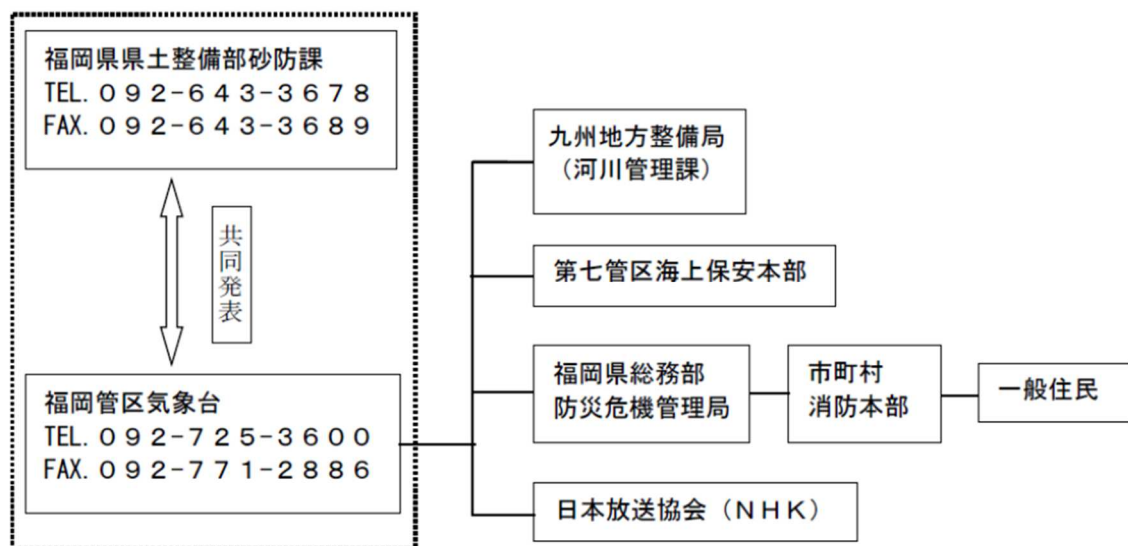 福岡県県土整備部砂防課
TEL. ０９２-６４３-３６７８
FAX. ０９２-６４３-３６８９
共同発表
福岡管区気象台
TEL. ０９２-７２５-３６００
FAX. ０９２-７７１-２８８６
九州地方整備局
（河川管理課）
第七管区海上保安本部
福岡県総務部
防災危機管理局
市町村
消防本部
一般住民
日本放送協会（ＮＨＫ）